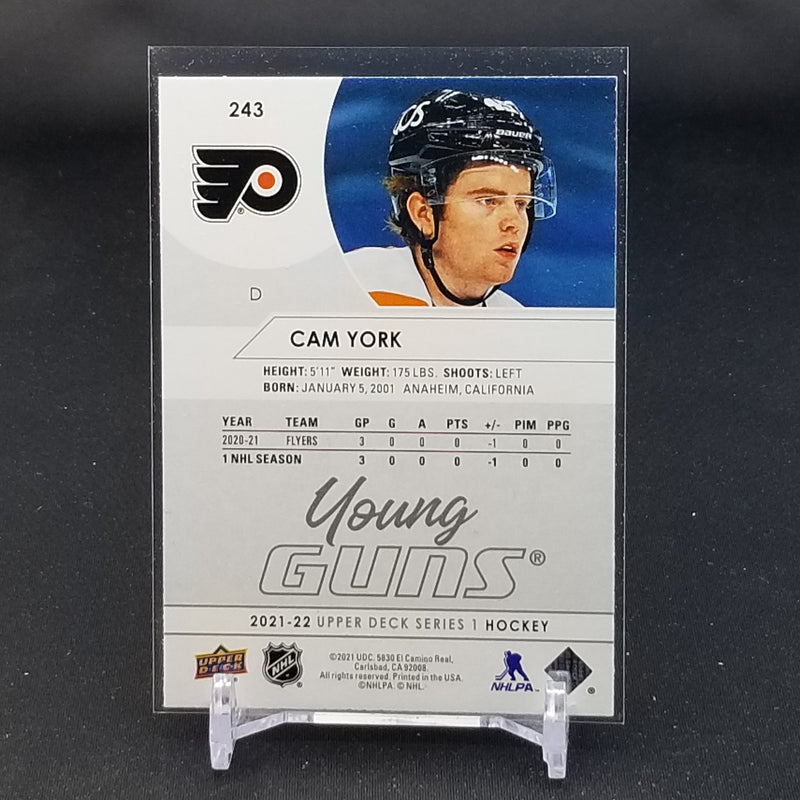 243
BAUER
D
CAM YORK
HEIGHT: 5'11" WEIGHT: 175 LBS. SHOOTS: LEFT
BORN: JANUARY 5, 2001 ANAHEIM, CALIFORNIA
YEAR TEAM GP G A PTS +/- PIM PPG
2020-21 FLYERS 3 0 0 0 -1 0 0
1 NHL SEASON 3 0 0 0 -1 0 0
Young
GUNS®
2021-22 UPPER DECK SERIES 1 HOCKEY
UPPER DECK
NHL
©2021 UDC. 5830 El Camino Real,
Carlsbad, CA 92008.
All rights reserved. Printed in the USA.
©NHLPA. © NHL.
NHLPA